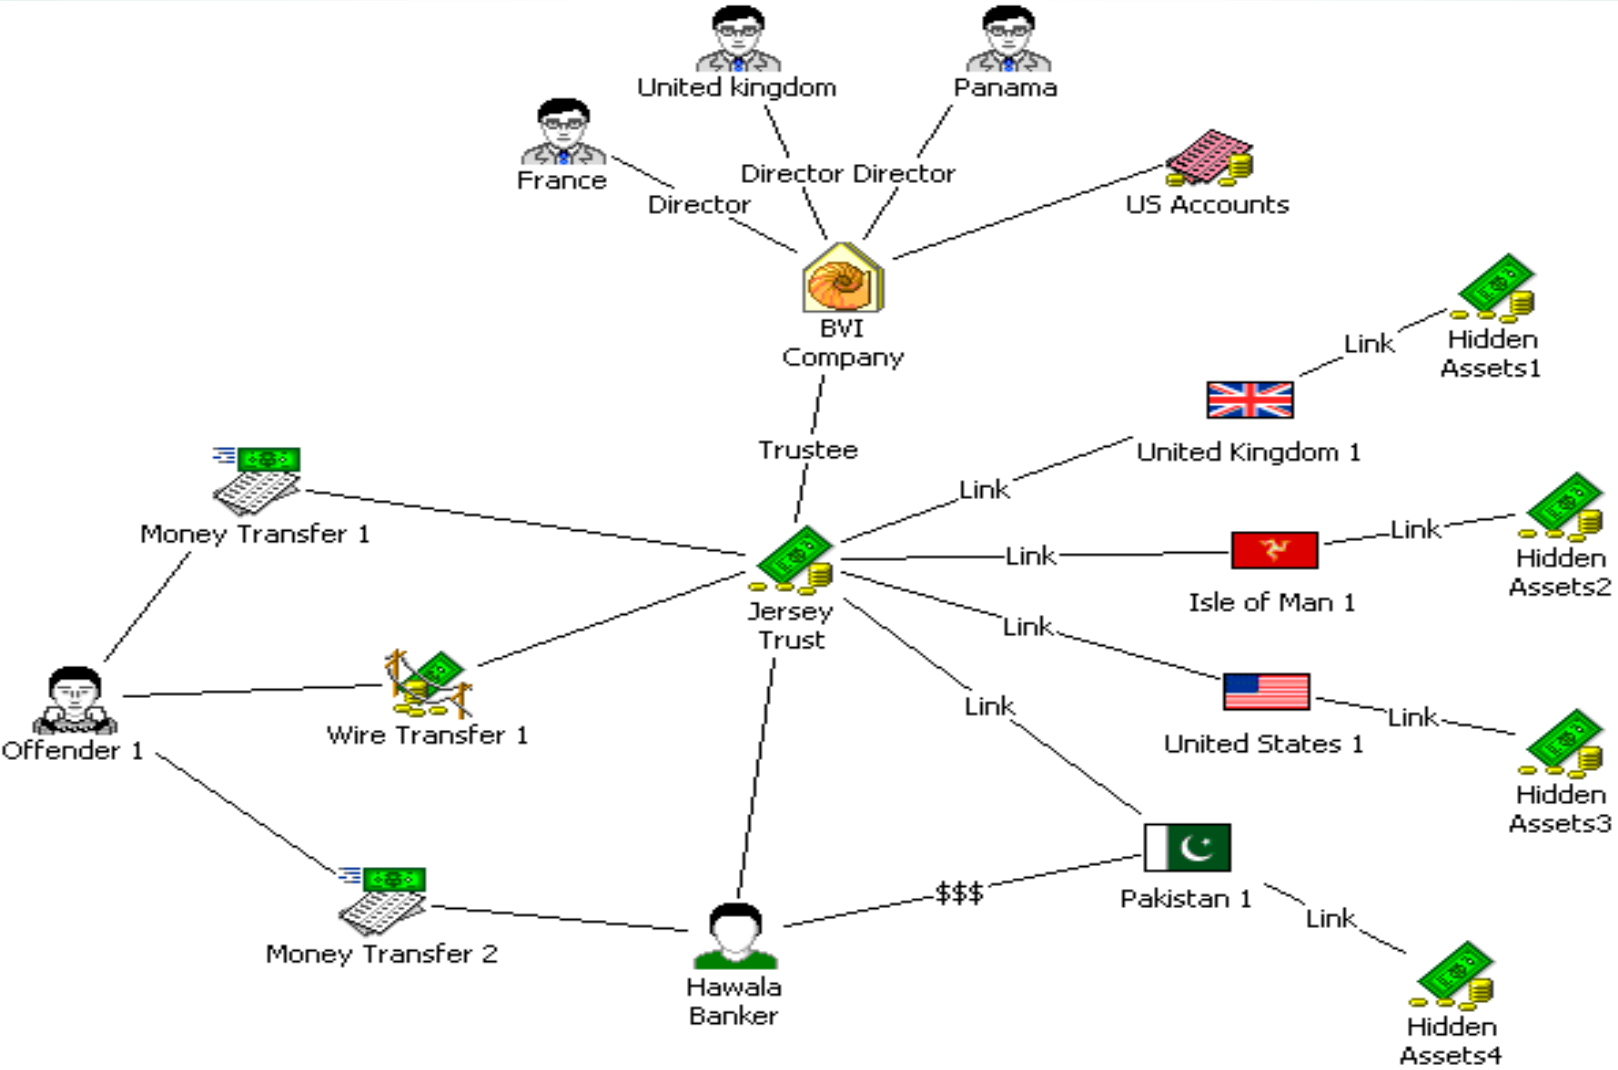 United kingdom
Panama
France
Director Director
Director
US Accounts
BVI
Company
Hidden
Assets1
Link
United Kingdom 1
Trustee
Link
Money Transfer 1
Link
Link
Isle of Man 1
Hidden
Assets2
Jersey
Trust
Link
Offender 1
Wire Transfer 1
Link
Link
United States 1
Hidden
Assets3
$$$
Pakistan 1
Link
Money Transfer 2
Hawala
Banker
Hidden
Assets4